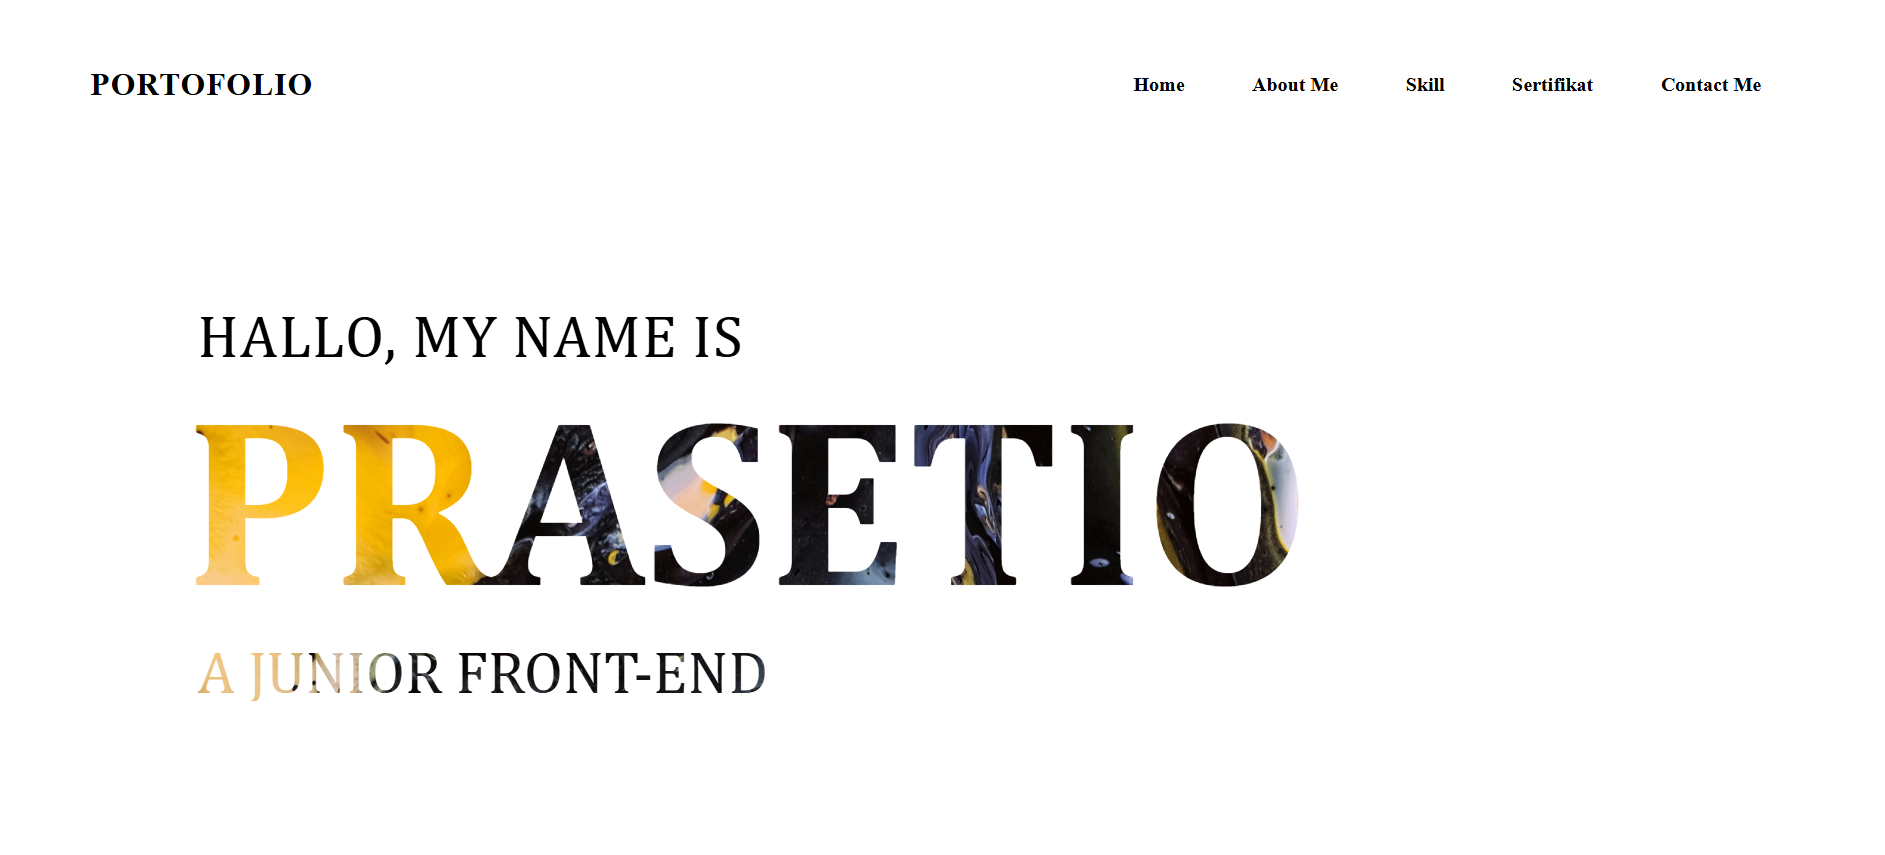 PORTOFOLIO
Home About Me Skill Sertifikat Contact Me
HALLO, MY NAME IS
PRASETIO
A JUNIOR FRONT-END